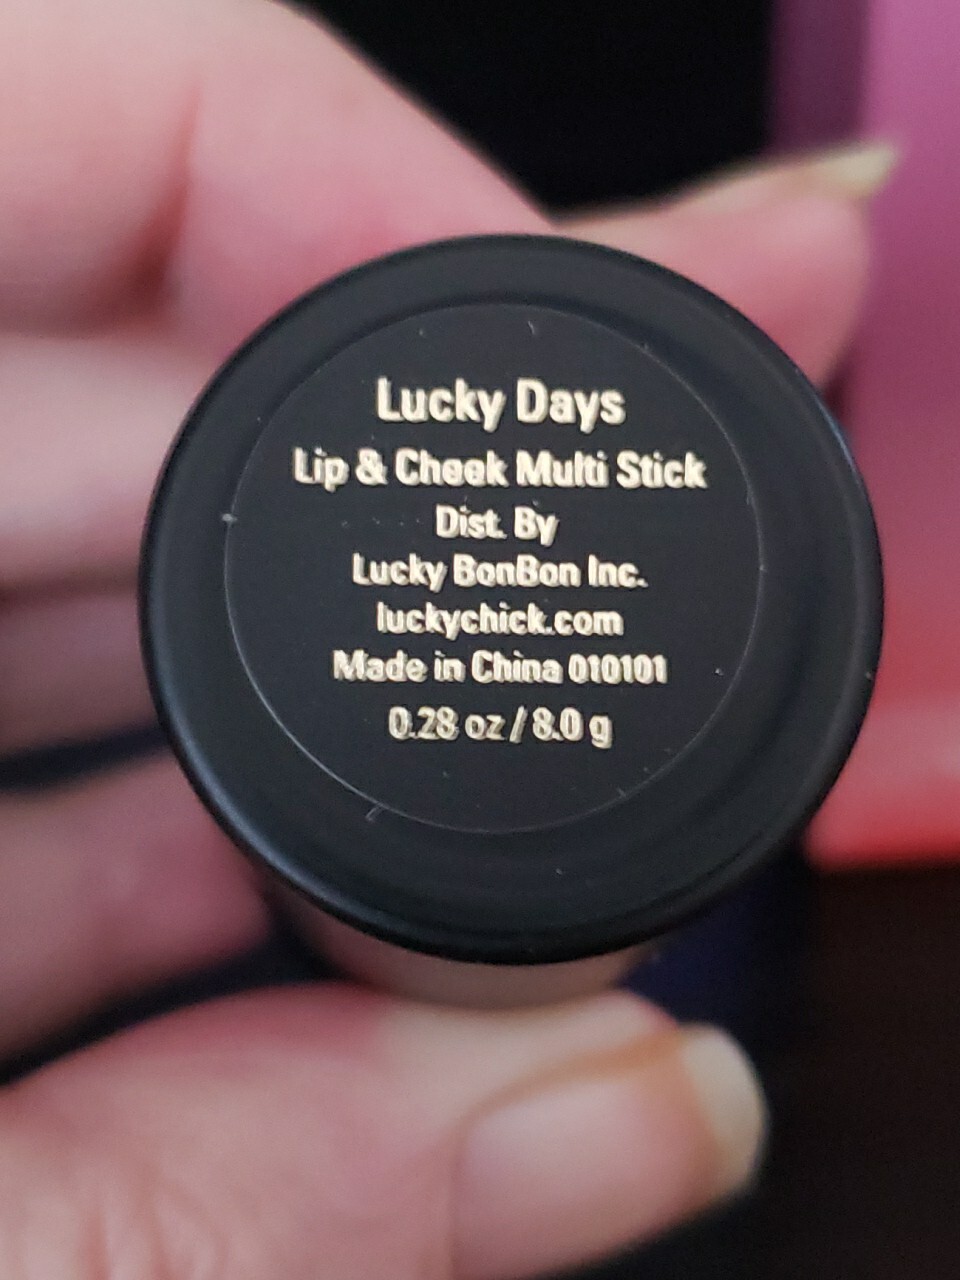 Lucky Days
Lip & Cheek Multi Stick
Dist. By
Lucky BonBon Inc.
luckychick.com
Made in China 010101
0.28 oz / 8.0 g